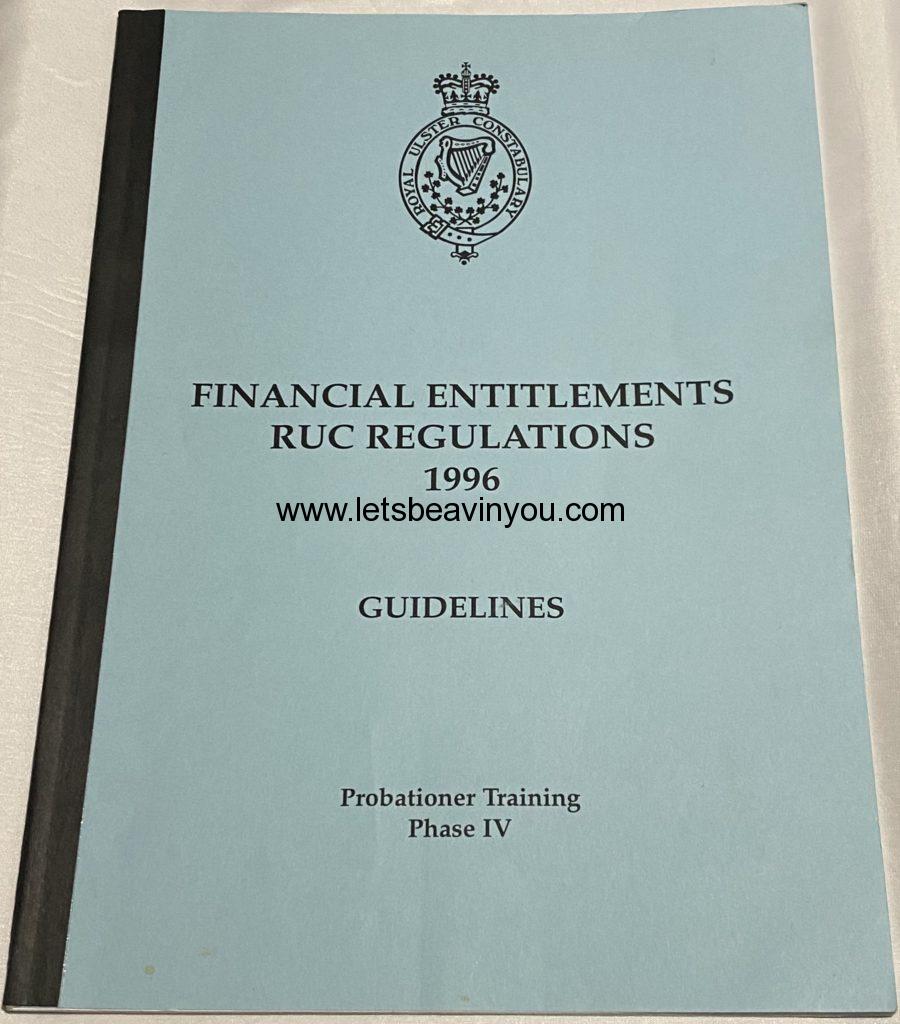 ROYAL ULSTER CONSTABULARY
FINANCIAL ENTITLEMENTS
RUC REGULATIONS
1996
www.letsbeavinyou.com
GUIDELINES
Probationer Training
Phase IV